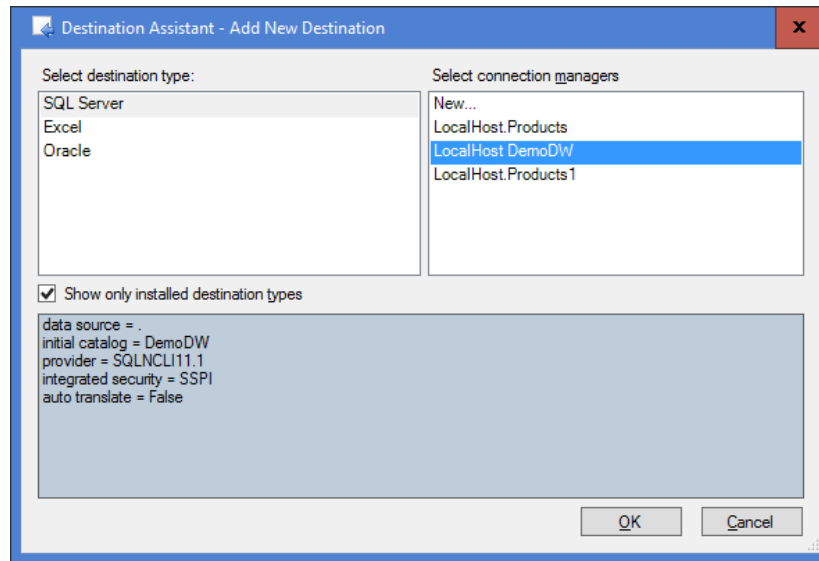 Destination Assistant - Add New Destination
x
Select destination type:
SQL Server
Excel
Oracle
Select connection managers
New...
LocalHost.Products
LocalHost DemoDW
LocalHost.Products1
Show only installed destination types
data source = .
initial catalog = DemoDW
provider = SQLNCLI11.1
integrated security = SSPI
auto translate = False
OK
Cancel